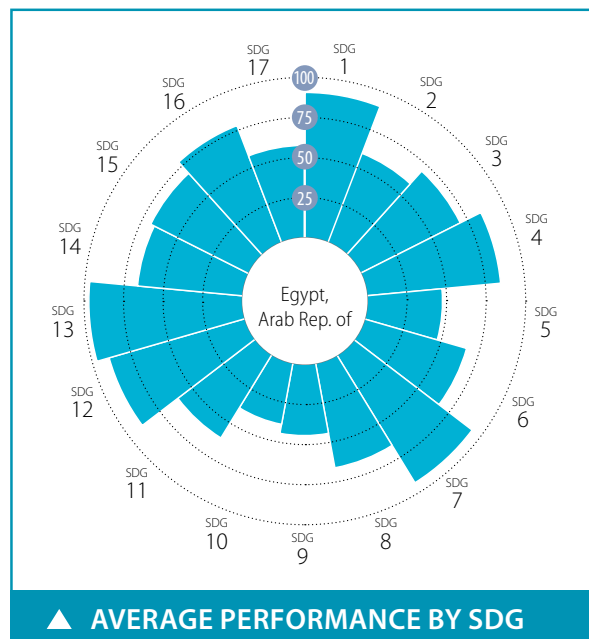 SDG
1
SDG
2
SDG
3
SDG
4
SDG
5
SDG
6
SDG
7
SDG
8
SDG
9
SDG
10
SDG
11
SDG
12
SDG
13
SDG
14
SDG
15
SDG
16
SDG
17
100
75
50
25
Egypt,
Arab Rep. of
▲ AVERAGE PERFORMANCE BY SDG